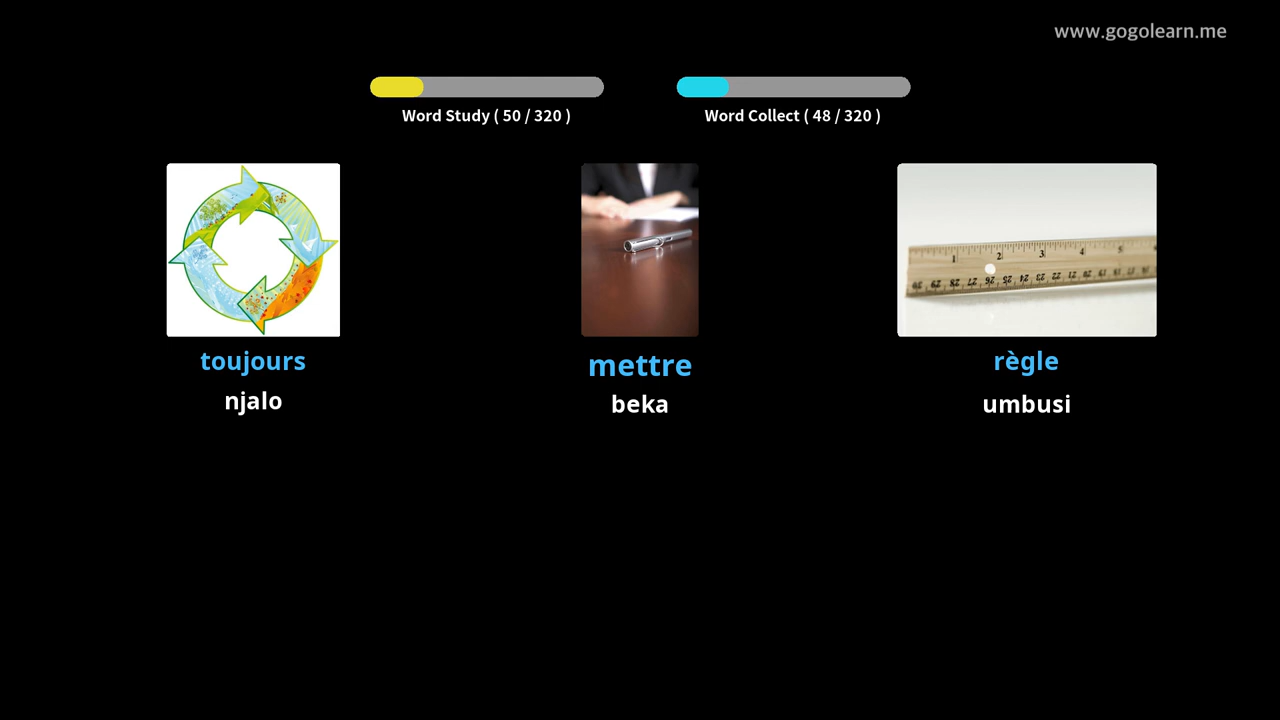 www.gogolearn.me
Word Study ( 50 / 320 )
Word Collect ( 48 / 320 )
toujours
mettre
règle
njalo
beka
umbusi